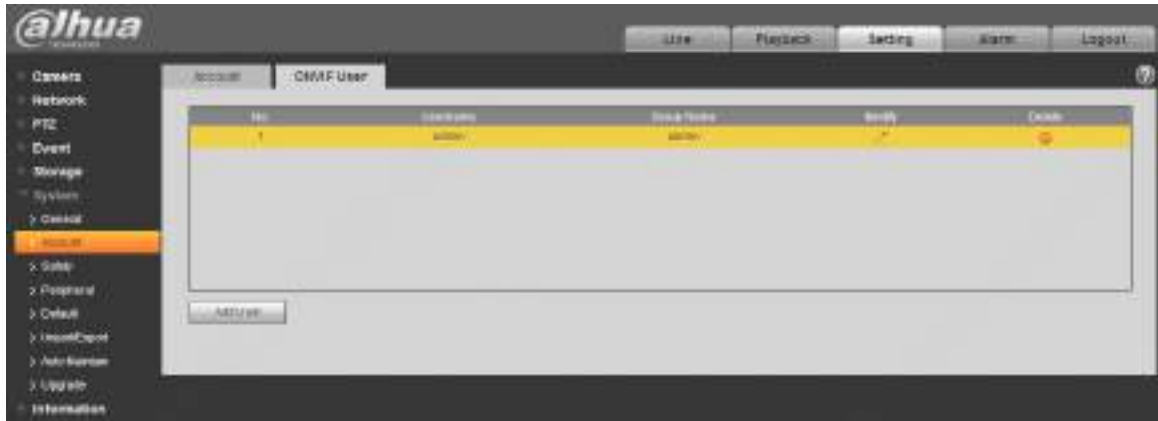 alhua
TECHNOLOGY
Live Playback Setting Alarm Logout
Camera
Network
PTZ
Event
Storage
System
General
Account
Safety
Peripheral
Default
Import/Export
Auto Maintain
Upgrade
Information
Account ONVIF User
No. Username Group Name Modify Delete
1 admin admin
Add User